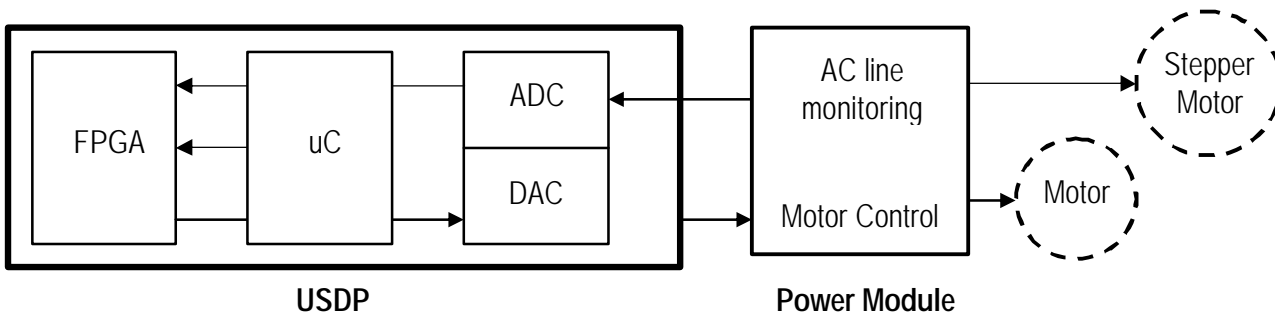 FPGA
uC
ADC
DAC
AC line
monitoring
Motor Control
Stepper
Motor
Motor
USDP
Power Module